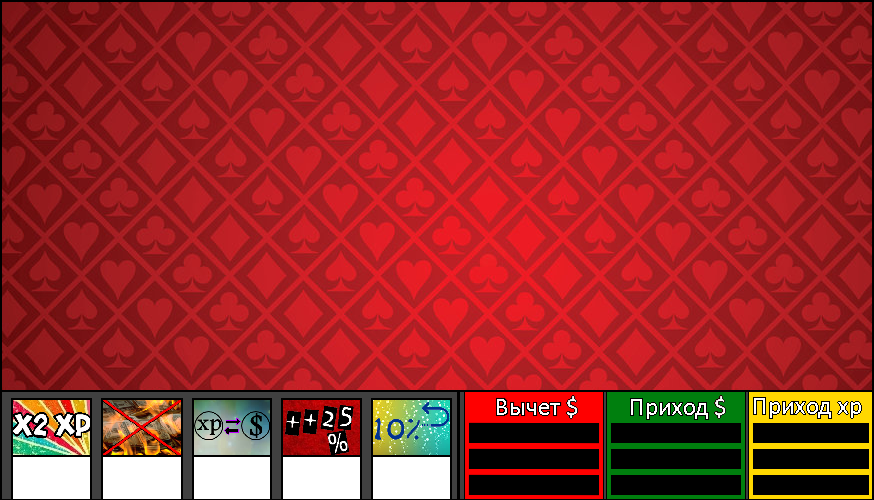 X2 XP
xp ⇄ $
++25
%
10%
Вычет $
Приход $
Приход xp